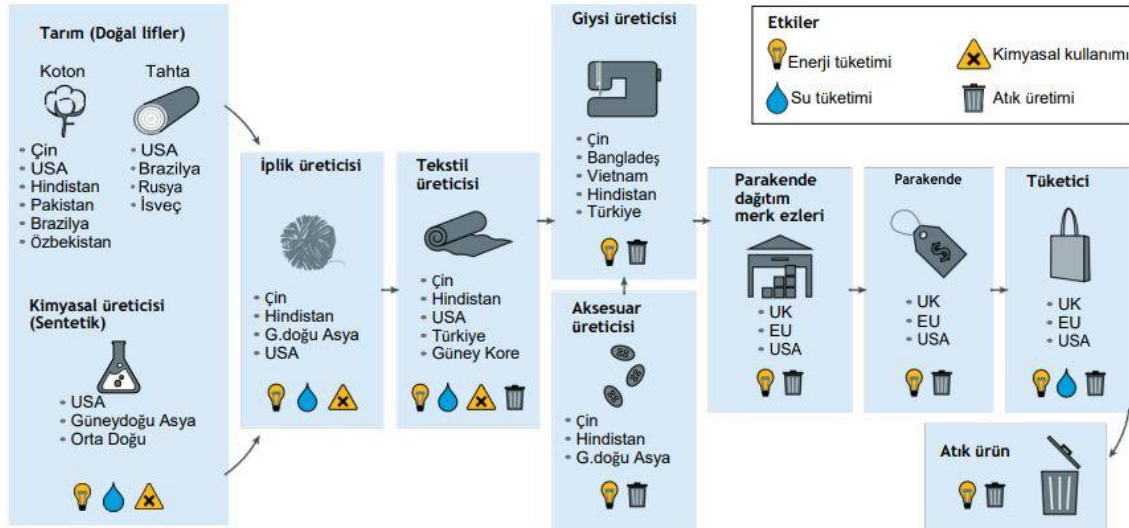 Tarım (Doğal lifler)
Koton
Çin
USA
Hindistan
Pakistan
Brazilya
Özbekistan
Tahta
USA
Brazilya
Rusya
İsveç
Kimyasal üreticisi
(Sentetik)
USA
Güneydoğu Asya
Orta Doğu
İplik üreticisi
Çin
Hindistan
G.doğu Asya
USA
Tekstil
üreticisi
Çin
Hindistan
USA
Türkiye
Güney Kore
Giysi üreticisi
Çin
Bangladeş
Vietnam
Hindistan
Türkiye
Aksesuar
üreticisi
Çin
Hindistan
G.doğu Asya
Etkiler
Enerji tüketimi
Kimyasal kullanımı
Su tüketimi
Atık üretimi
Parakende
dağıtım
merk ezleri
UK
EU
USA
Parakende
UK
EU
USA
Tüketici
UK
EU
USA
Atık ürün